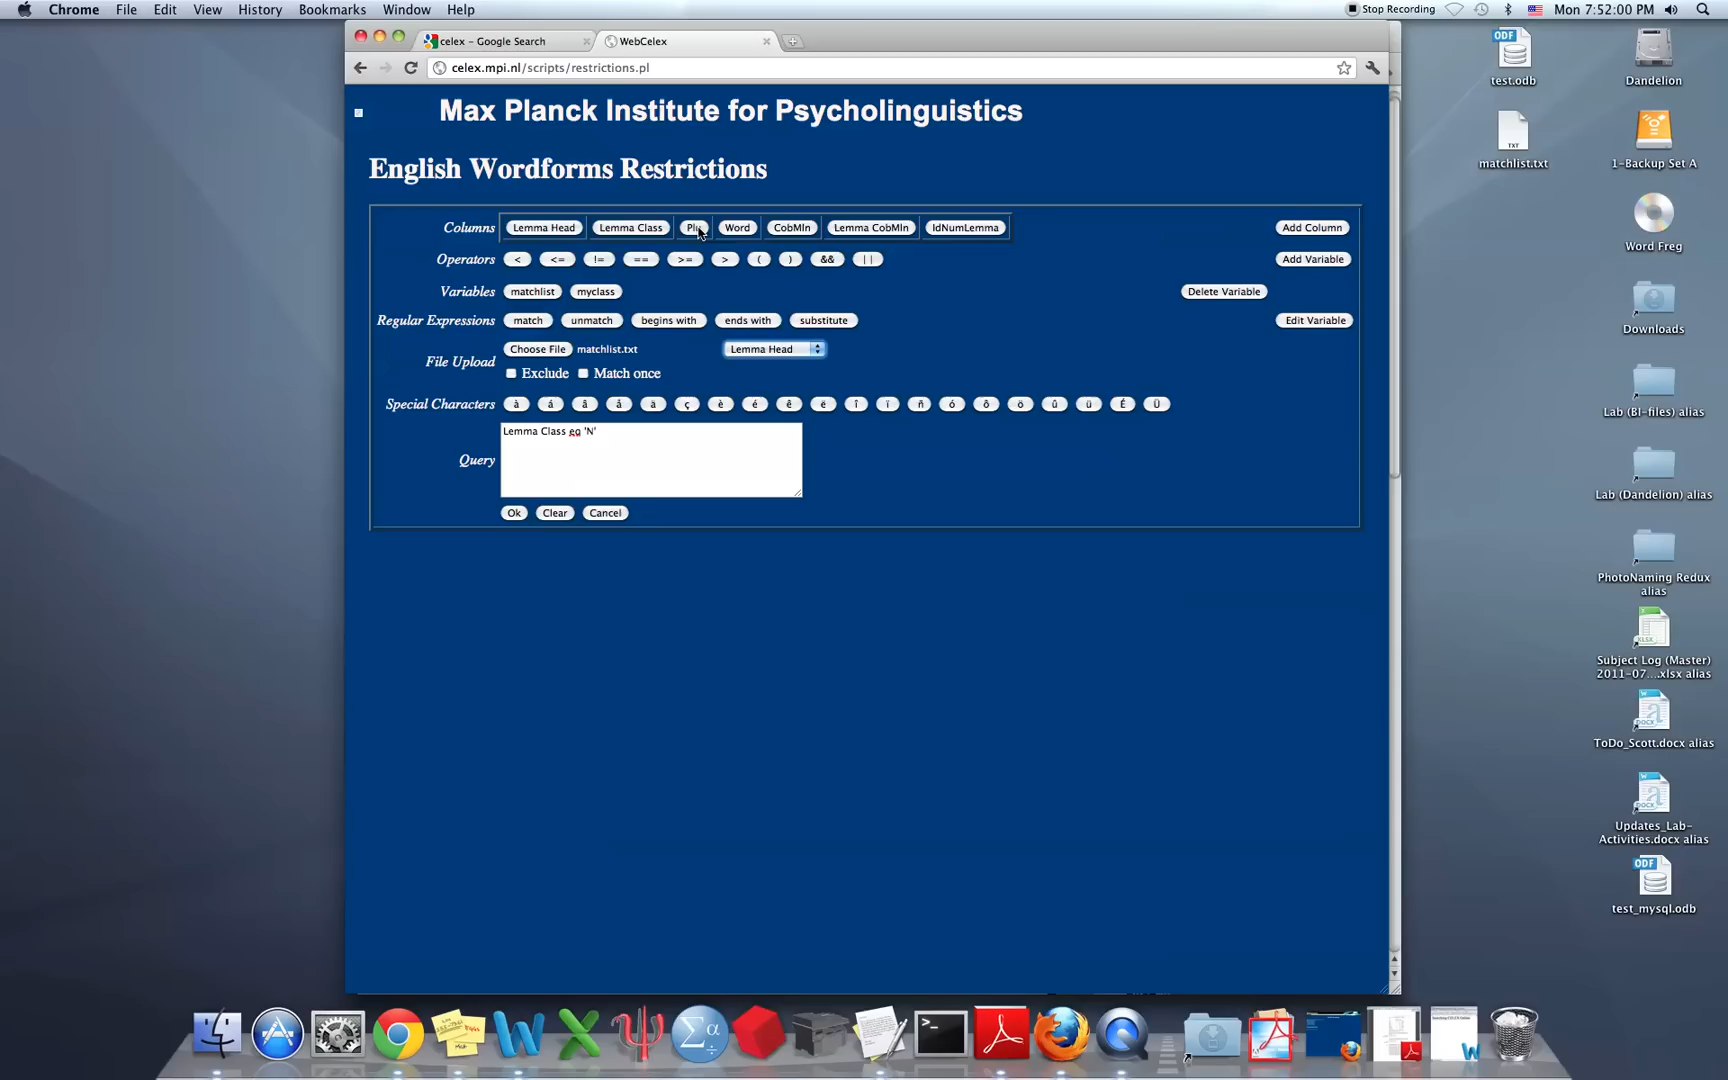 Chrome File Edit View History Bookmarks Window Help Stop Recording Mon 7:52:00 PM
celex – Google Search WebCelex
celex.mpi.nl/scripts/restrictions.pl
Max Planck Institute for Psycholinguistics
English Wordforms Restrictions
Columns Lemma Head Lemma Class Word CobMln Lemma CobMln IdNumLemma Add Column
Operators < <= != == >= > ( ) && || Add Variable
Variables matchlist myclass Delete Variable
Regular Expressions match unmatch begins with ends with substitute Edit Variable
File Upload Choose File matchlist.txt Lemma Head
Exclude Match once
Special Characters à á â å ä ç è é ê ë î ï ñ ó ô ö û ü É Ü
Query Lemma Class eq 'N'
Ok Clear Cancel
ODF
test.odb
Dandelion
TXT
matchlist.txt
1-Backup Set A
Word Freq
Downloads
Lab (BI-files) alias
Lab (Dandelion) alias
PhotoNaming Redux
alias
XLSX
Subject Log (Master)
2011-07....xlsx alias
DOCX
ToDo_Scott.docx alias
DOCX
Updates_Lab-
Activities.docx alias
ODF
test_mysql.odb